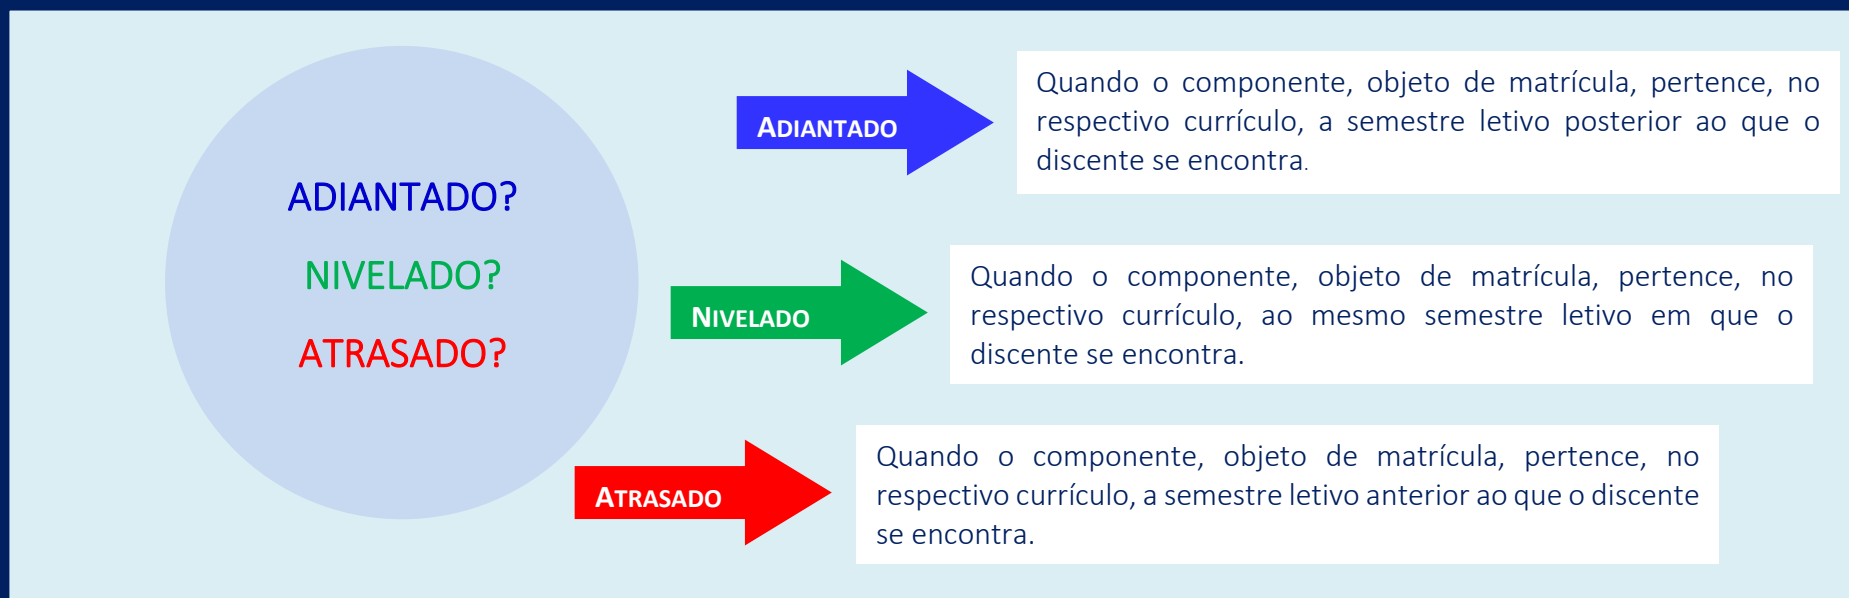 ADIANTADO?
NIVELADO?
ATRASADO?
ADIANTADO
Quando o componente, objeto de matrícula, pertence, no
respectivo currículo, a semestre letivo posterior ao que o
discente se encontra.
NIVELADO
Quando o componente, objeto de matrícula, pertence, no
respectivo currículo, ao mesmo semestre letivo em que o
discente se encontra.
ATRASADO
Quando o componente, objeto de matrícula, pertence, no
respectivo currículo, a semestre letivo anterior ao que o discente
se encontra.